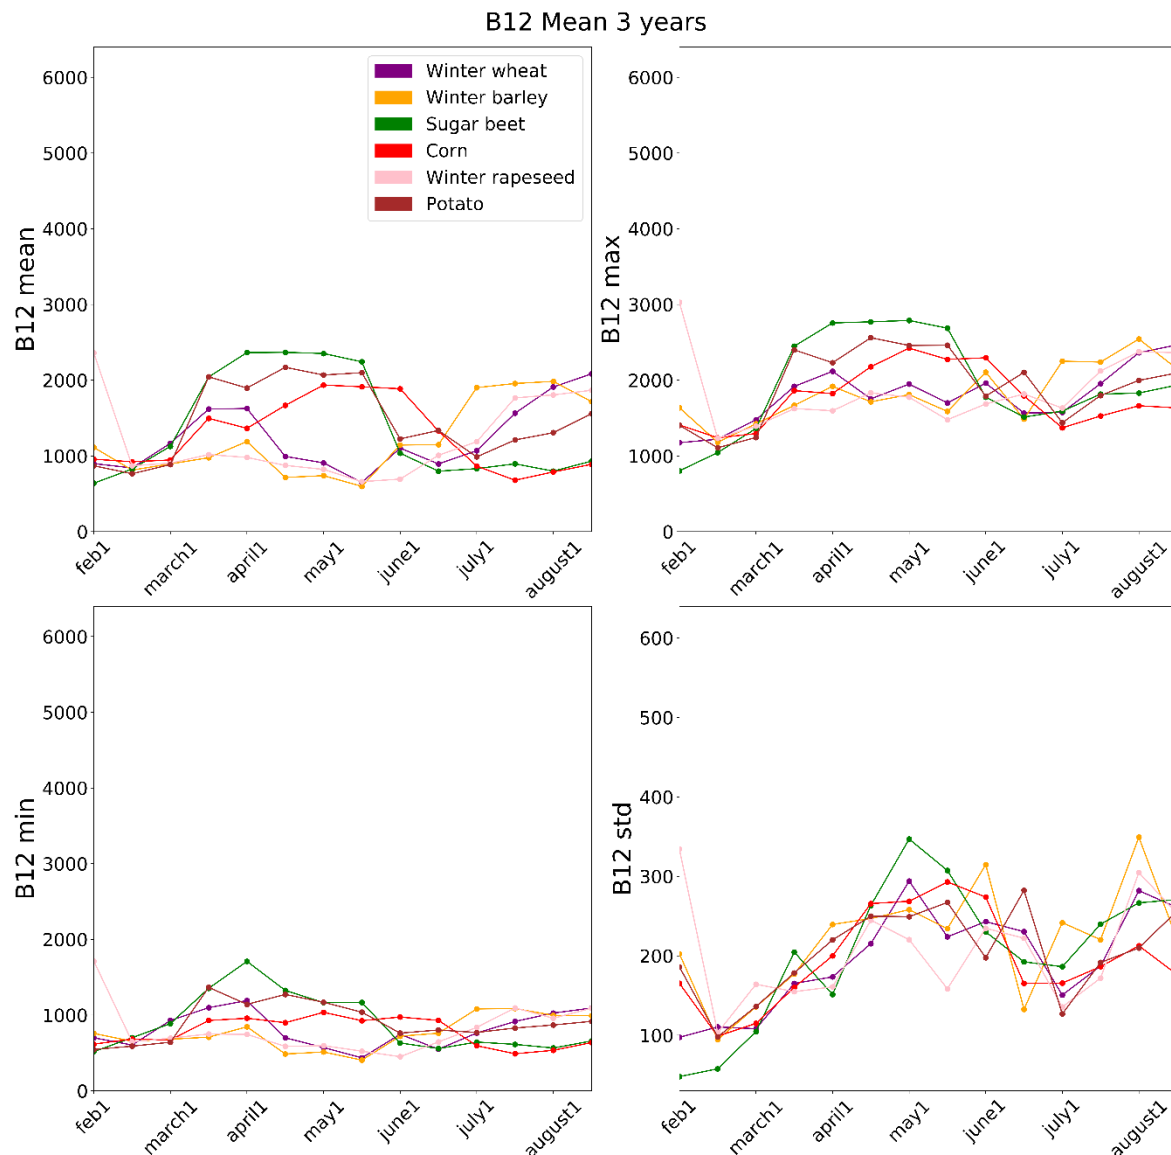 B12 Mean 3 years
B12 mean
6000
5000
4000
3000
2000
1000
0
Winter wheat
Winter barley
Sugar beet
Corn
Winter rapeseed
Potato
feb1
march1
april1
may1
june1
july1
august1
B12 max
6000
5000
4000
3000
2000
1000
0
feb1
march1
april1
may1
june1
july1
august1
B12 min
6000
5000
4000
3000
2000
1000
0
feb1
march1
april1
may1
june1
july1
august1
B12 std
600
500
400
300
200
100
feb1
march1
april1
may1
june1
july1
august1